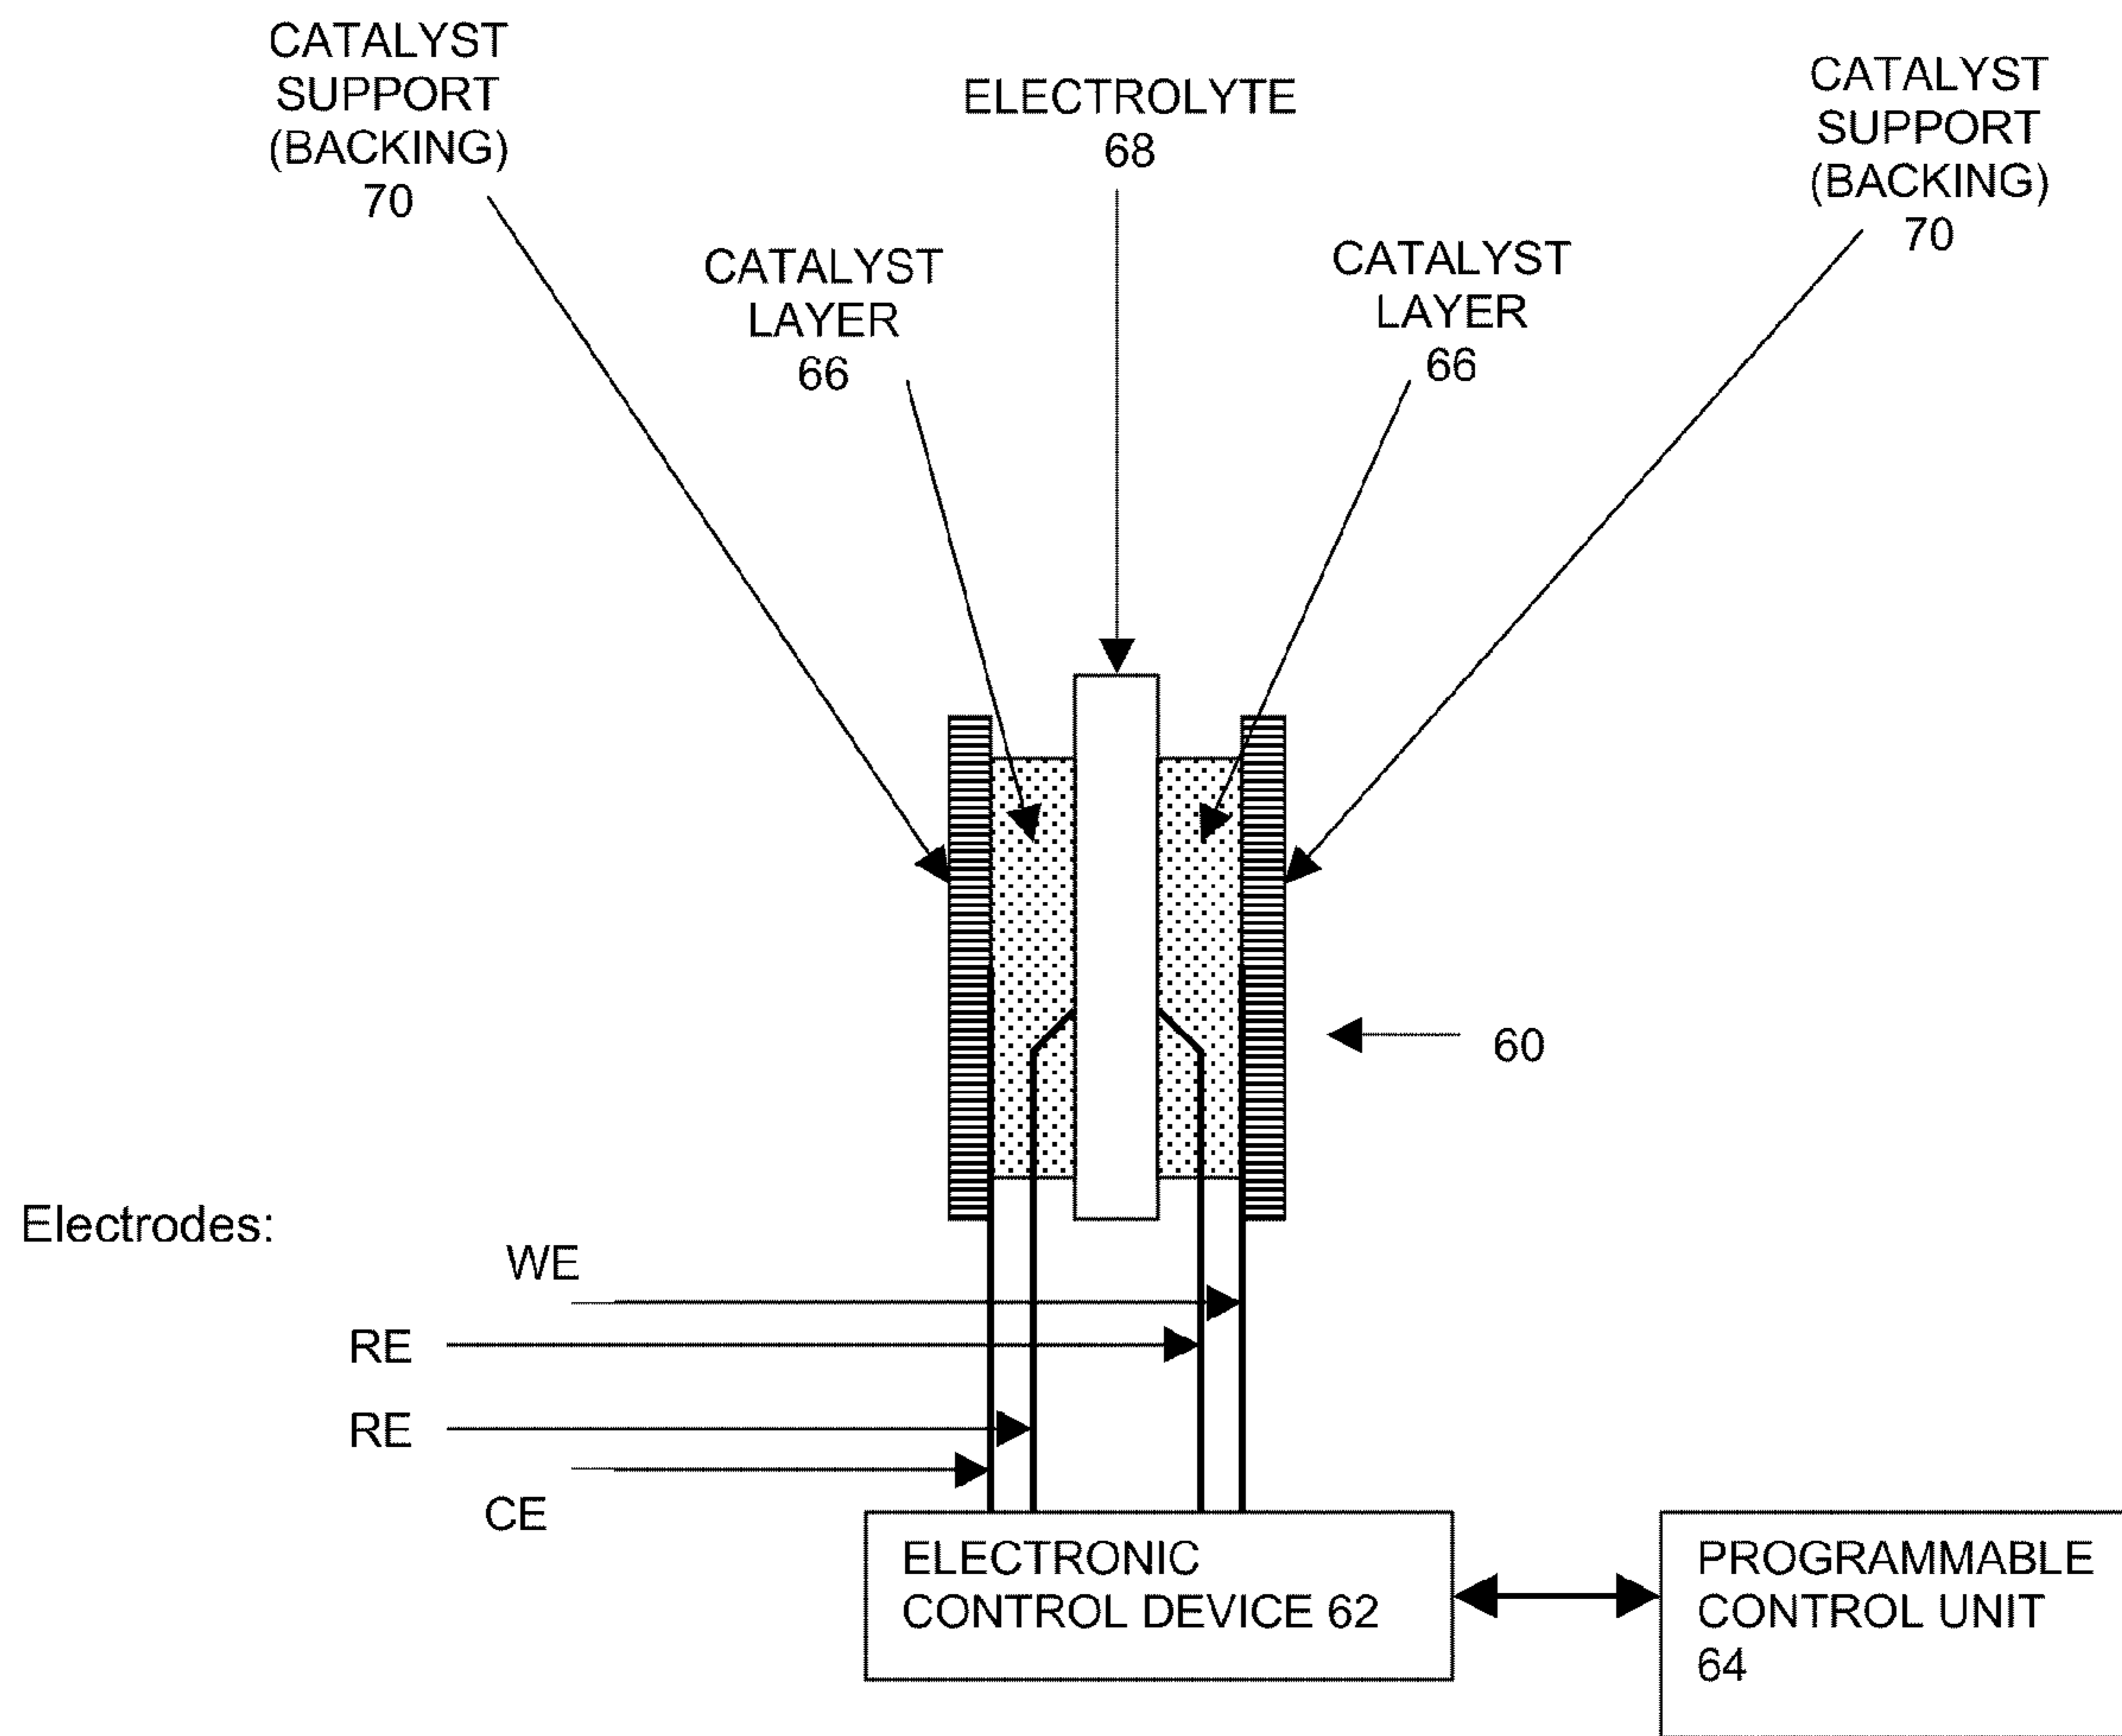 CATALYST
SUPPORT
(BACKING)
70
ELECTROLYTE
68
CATALYST
SUPPORT
(BACKING)
70
CATALYST
LAYER
66
CATALYST
LAYER
66
60
Electrodes:
WE
RE
RE
CE
ELECTRONIC
CONTROL DEVICE 62
PROGRAMMABLE
CONTROL UNIT
64